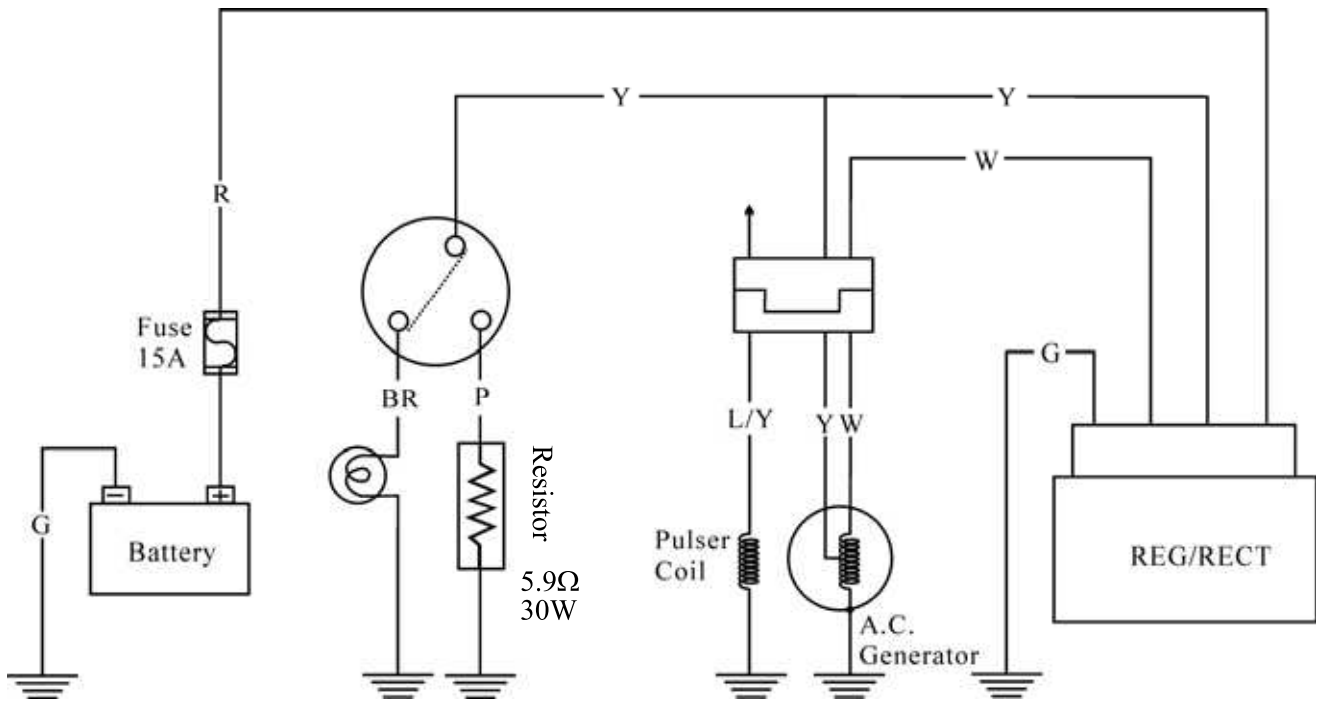 Y
Y
W
R
Fuse
15A
G
BR
P
L/Y
Y W
Resistor
G
−
+
Battery
Pulser
Coil
REG/RECT
5.9Ω
30W
A.C.
Generator